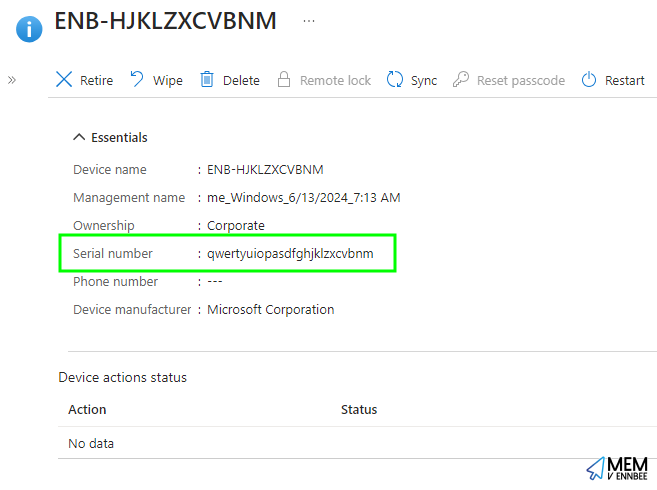 ENB-HJKLZXCVBNM ...
» Retire Wipe Delete Remote lock Sync Reset passcode Restart
Essentials
Device name : ENB-HJKLZXCVBNM
Management name : me_Windows_6/13/2024_7:13 AM
Ownership : Corporate
Serial number : qwertyuiopasdfghjklzxcvbnm
Phone number : ---
Device manufacturer : Microsoft Corporation
Device actions status
Action Status
No data
MEM
V ENNBEE